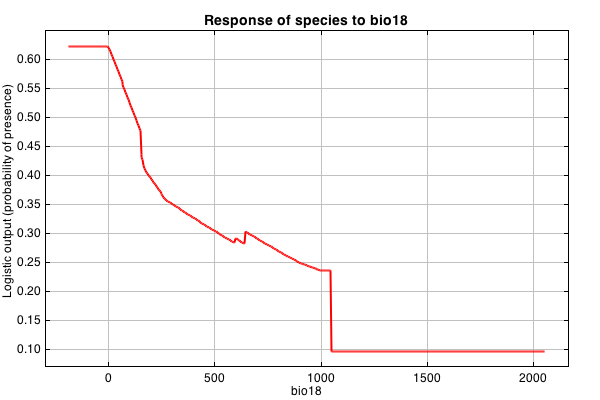 Response of species to bio18
Logistic output (probability of presence)
0.60
0.55
0.50
0.45
0.40
0.35
0.30
0.25
0.20
0.15
0.10
0 500 1000 1500 2000
bio18